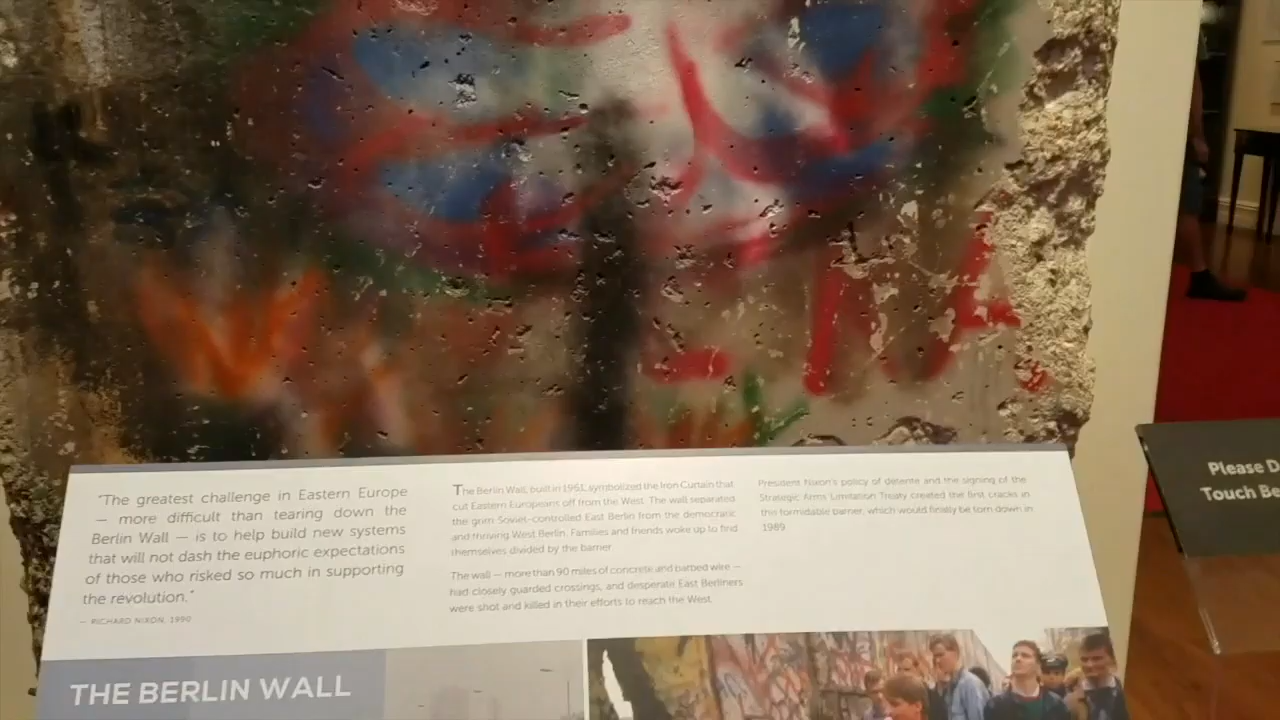 "The greatest challenge in Eastern Europe
— more difficult than tearing down the
Berlin Wall — is to help build new systems
that will not dash the euphoric expectations
of those who risked so much in supporting
the revolution."
— RICHARD NIXON, 1990
The Berlin Wall, built in 1961, symbolized the Iron Curtain that
cut Eastern Europeans off from the West. The wall separated
the grim Soviet-controlled East Berlin from the democratic
and thriving West Berlin. Families and friends woke up to find
themselves divided by the barrier.
The wall — more than 90 miles of concrete and barbed wire —
had closely guarded crossings, and desperate East Berliners
were shot and killed in their efforts to reach the West.
President Nixon's policy of détente and the signing of the
Strategic Arms Limitation Treaty created the first cracks in
this formidable barrier, which would finally be torn down in
1989.
THE BERLIN WALL
Please D
Touch Be